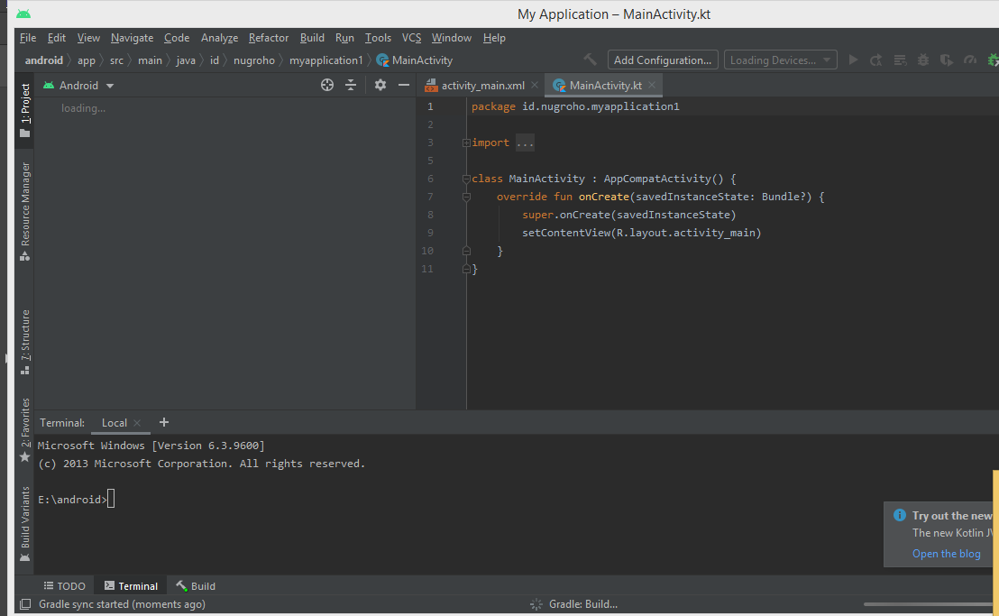 My Application – MainActivity.kt
File Edit View Navigate Code Analyze Refactor Build Run Tools VCS Window Help
android app src main java id nugroho myapplication1 MainActivity Add Configuration... Loading Devices...
1: Project
Android
loading...
Resource Manager
7: Structure
2: Favorites
Build Variants
activity_main.xml MainActivity.kt
1 package id.nugroho.myapplication1
2
3 import ...
5
6 class MainActivity : AppCompatActivity() {
7 override fun onCreate(savedInstanceState: Bundle?) {
8 super.onCreate(savedInstanceState)
9 setContentView(R.layout.activity_main)
10 }
11 }
Terminal: Local +
Microsoft Windows [Version 6.3.9600]
(c) 2013 Microsoft Corporation. All rights reserved.
E:\android>
Try out the new
The new Kotlin JV
Open the blog
TODO Terminal Build
Gradle sync started (moments ago) Gradle: Build...